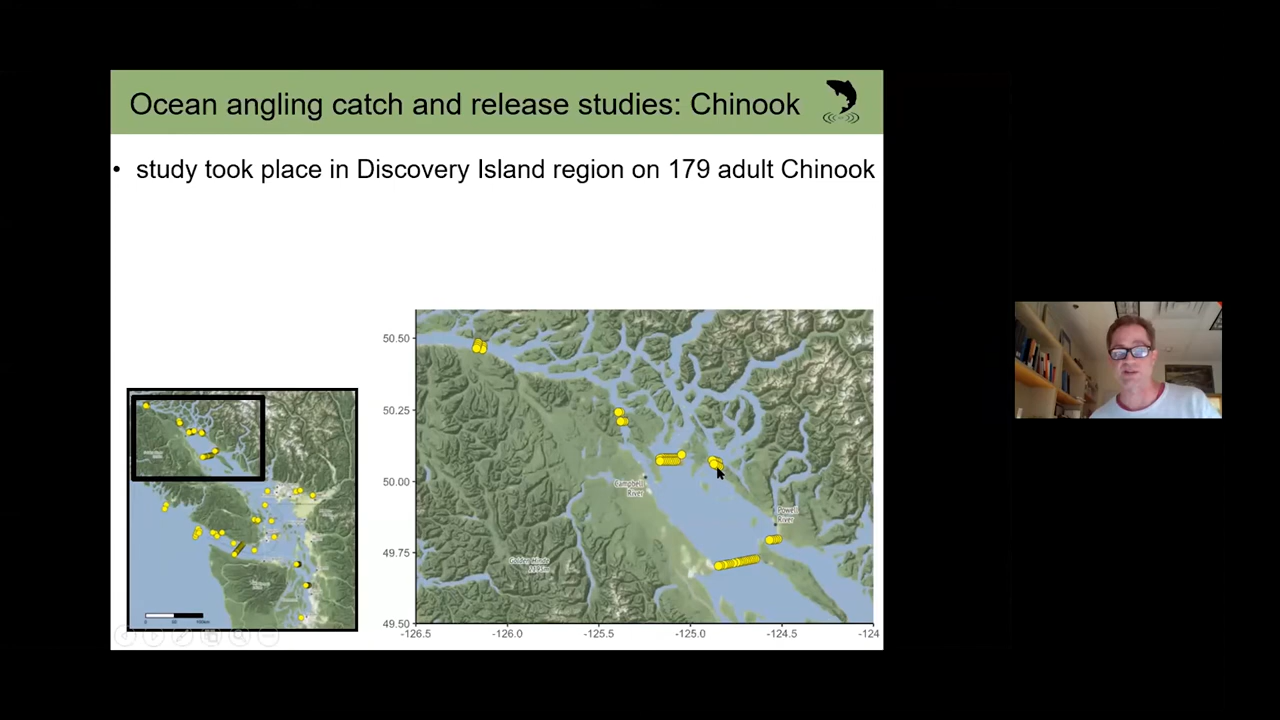 Ocean angling catch and release studies: Chinook
• study took place in Discovery Island region on 179 adult Chinook
50.50
50.25
50.00
49.75
49.50
-126.5
-126.0
-125.5
-125.0
-124.5
-124
Campbell
River
Powell
River
Golden Hinde